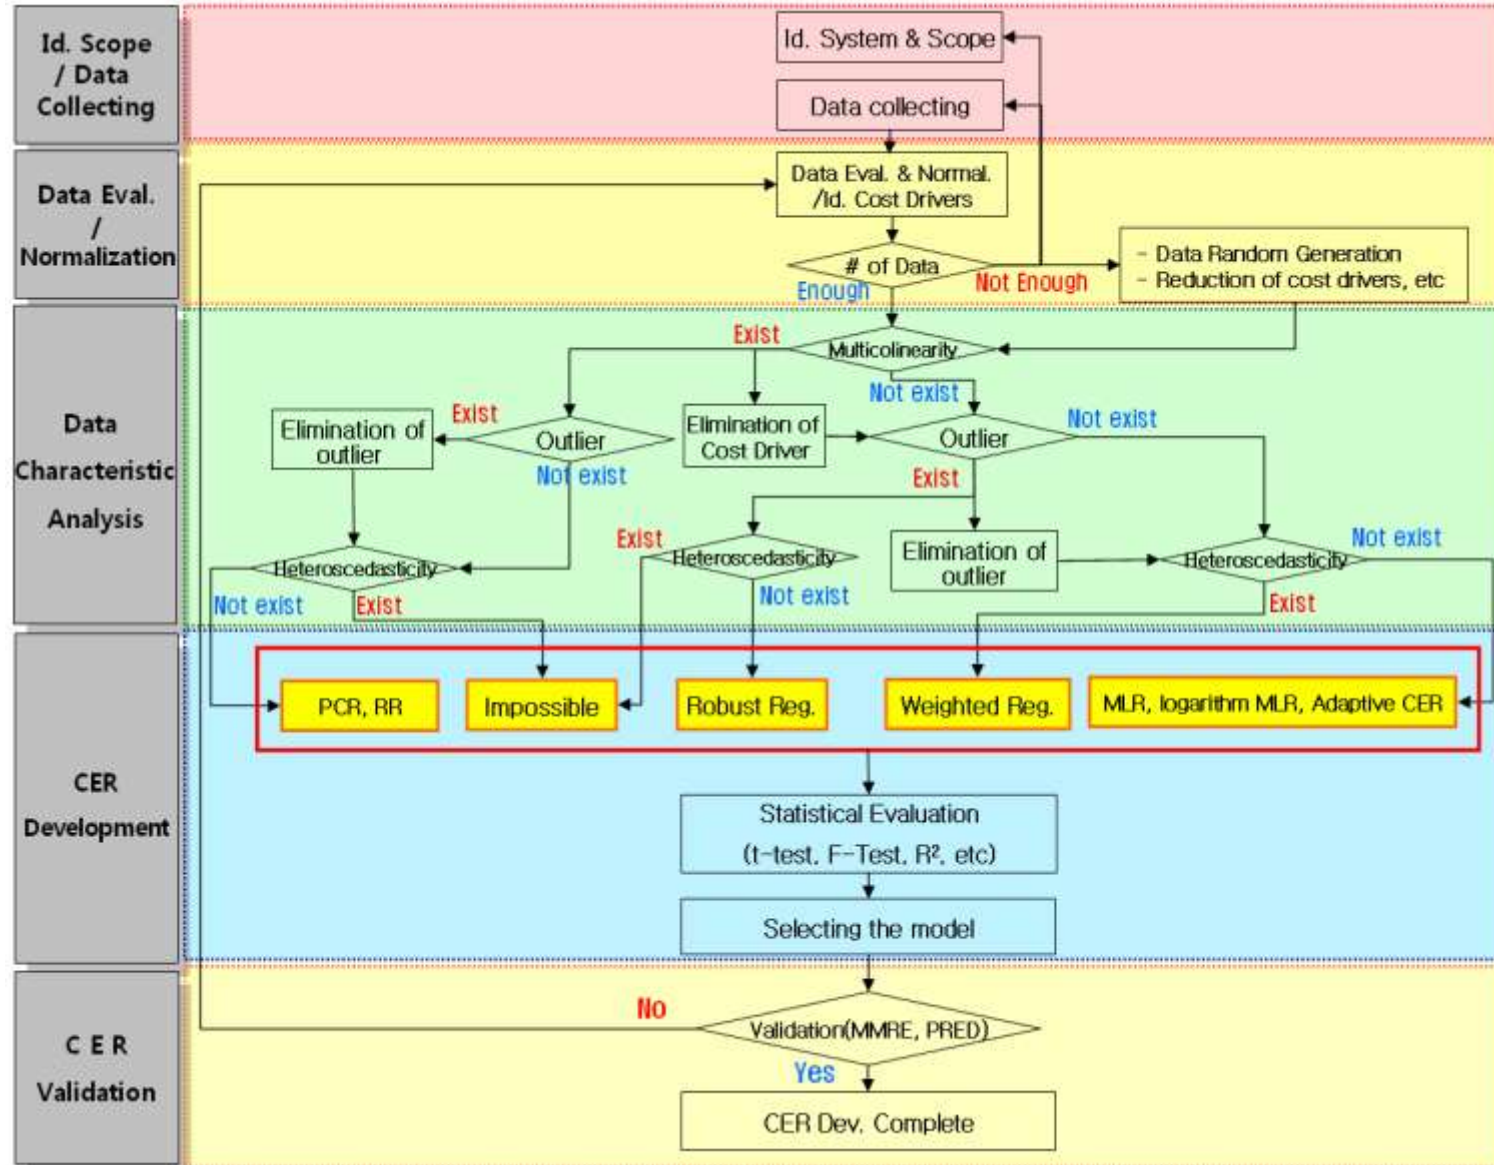 Id. Scope
/ Data
Collecting
Id. System & Scope
Data collecting
Data Eval.
/
Normalization
Data Eval. & Normal.
/Id. Cost Drivers
# of Data
Enough
Not Enough
- Data Random Generation
- Reduction of cost drivers, etc
Data
Characteristic
Analysis
Exist
Multicolinearity
Not exist
Exist
Elimination of
outlier
Outlier
Not exist
Elimination of
Cost Driver
Outlier
Not exist
Exist
Exist
Heteroscedasticity
Not exist
Exist
Heteroscedasticity
Not exist
Elimination of
outlier
Heteroscedasticity
Not exist
Exist
CER
Development
PCR, RR
Impossible
Robust Reg.
Weighted Reg.
MLR, logarithm MLR, Adaptive CER
Statistical Evaluation
(t-test, F-Test, R², etc)
Selecting the model
C E R
Validation
No
Validation(MMRE, PRED)
Yes
CER Dev. Complete